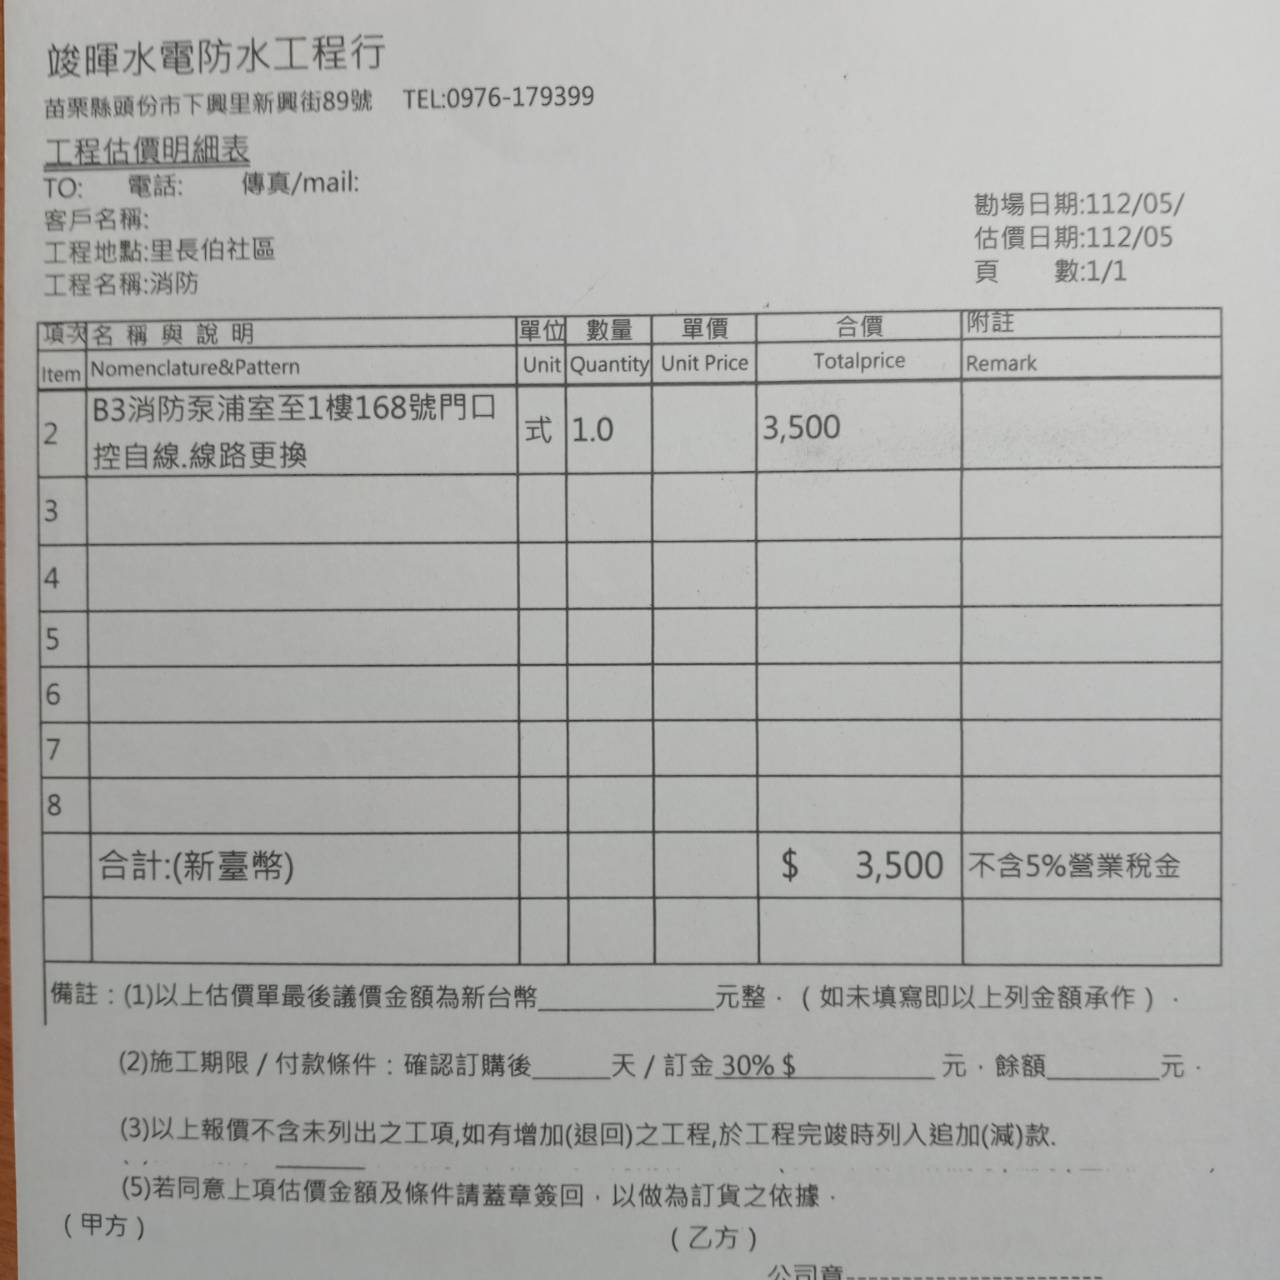 竣暉水電防水工程行
苗栗縣頭份市下興里新興街89號 TEL:0976-179399
工程估價明細表
TO: 電話: 傳真/mail:
客戶名稱:
工程地點:里長伯社區
工程名稱:消防
勘場日期:112/05/
估價日期:112/05
頁 數:1/1
項次 名 稱 與 說 明 單位 數量 單價 合價 附註
Item Nomenclature&Pattern Unit Quantity Unit Price Totalprice Remark
2 B3消防泵浦室至1樓168號門口 式 1.0 3,500
控自線.線路更換
3
4
5
6
7
8
合計:(新臺幣) $ 3,500 不含5%營業稅金
備註：(1)以上估價單最後議價金額為新台幣____________元整．（如未填寫即以上列金額承作）．
(2)施工期限 / 付款條件：確認訂購後______天 / 訂金 30% $__________ 元．餘額________元．
(3)以上報價不含未列出之工項,如有增加(退回)之工程,於工程完竣時列入追加(減)款.
(5)若同意上項估價金額及條件請蓋章簽回．以做為訂貨之依據．
（甲方） （乙方）
公司章------------------------